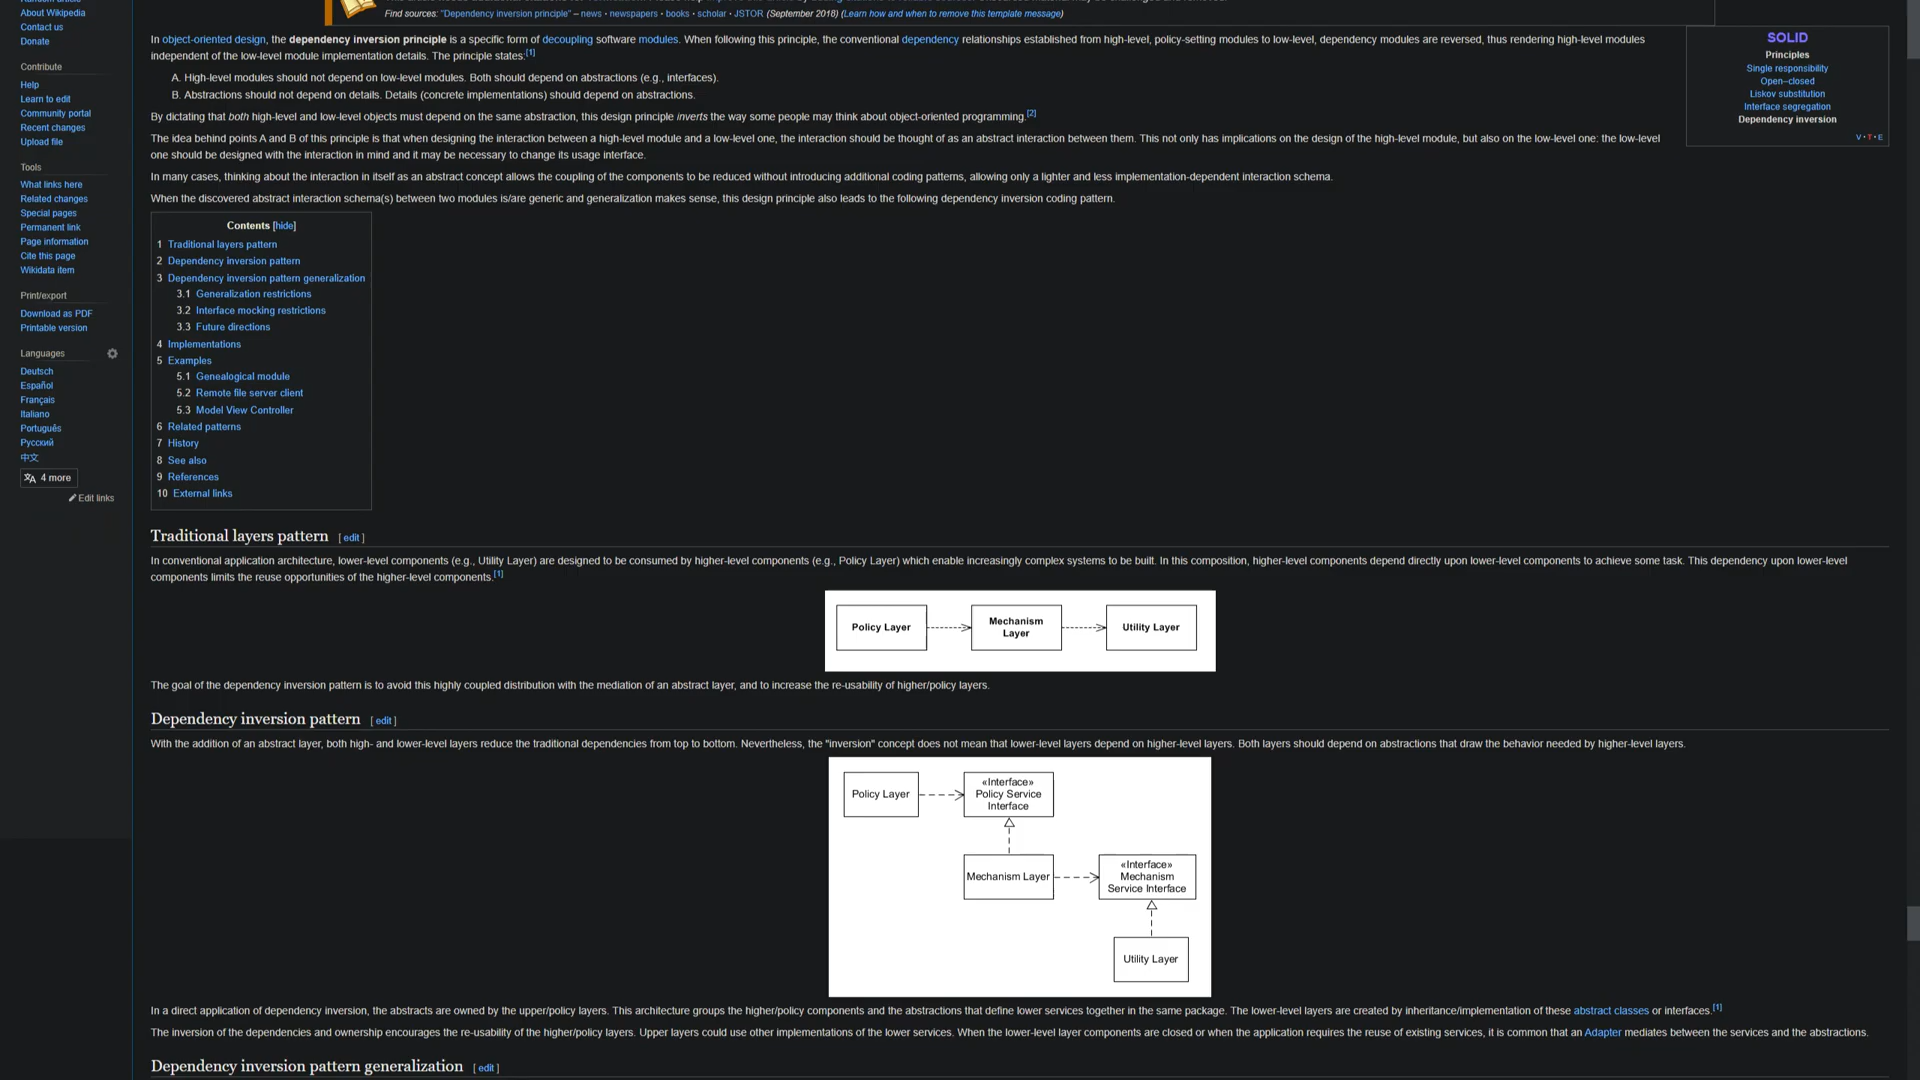 About Wikipedia
Contact us
Donate
Contribute
Help
Learn to edit
Community portal
Recent changes
Upload file
Tools
What links here
Related changes
Special pages
Permanent link
Page information
Cite this page
Wikidata item
Print/export
Download as PDF
Printable version
Languages
Deutsch
Español
Français
Italiano
Português
Русский
中文
4 more
Edit links
Find sources: "Dependency inversion principle" – news · newspapers · books · scholar · JSTOR (September 2018) (Learn how and when to remove this template message)
In object-oriented design, the dependency inversion principle is a specific form of decoupling software modules. When following this principle, the conventional dependency relationships established from high-level, policy-setting modules to low-level, dependency modules are reversed, thus rendering high-level modules
independent of the low-level module implementation details. The principle states:[1]
A. High-level modules should not depend on low-level modules. Both should depend on abstractions (e.g., interfaces).
B. Abstractions should not depend on details. Details (concrete implementations) should depend on abstractions.
By dictating that both high-level and low-level objects must depend on the same abstraction, this design principle inverts the way some people may think about object-oriented programming.[2]
The idea behind points A and B of this principle is that when designing the interaction between a high-level module and a low-level one, the interaction should be thought of as an abstract interaction between them. This not only has implications on the design of the high-level module, but also on the low-level one: the low-level
one should be designed with the interaction in mind and it may be necessary to change its usage interface.
In many cases, thinking about the interaction in itself as an abstract concept allows the coupling of the components to be reduced without introducing additional coding patterns, allowing only a lighter and less implementation-dependent interaction schema.
When the discovered abstract interaction schema(s) between two modules is/are generic and generalization makes sense, this design principle also leads to the following dependency inversion coding pattern.
SOLID
Principles
Single responsibility
Open–closed
Liskov substitution
Interface segregation
Dependency inversion
V · T · E
Contents [hide]
1 Traditional layers pattern
2 Dependency inversion pattern
3 Dependency inversion pattern generalization
3.1 Generalization restrictions
3.2 Interface mocking restrictions
3.3 Future directions
4 Implementations
5 Examples
5.1 Genealogical module
5.2 Remote file server client
5.3 Model View Controller
6 Related patterns
7 History
8 See also
9 References
10 External links
Traditional layers pattern [ edit ]
In conventional application architecture, lower-level components (e.g., Utility Layer) are designed to be consumed by higher-level components (e.g., Policy Layer) which enable increasingly complex systems to be built. In this composition, higher-level components depend directly upon lower-level components to achieve some task. This dependency upon lower-level
components limits the reuse opportunities of the higher-level components.[1]
Policy Layer
Mechanism
Layer
Utility Layer
The goal of the dependency inversion pattern is to avoid this highly coupled distribution with the mediation of an abstract layer, and to increase the re-usability of higher/policy layers.
Dependency inversion pattern [ edit ]
With the addition of an abstract layer, both high- and lower-level layers reduce the traditional dependencies from top to bottom. Nevertheless, the "inversion" concept does not mean that lower-level layers depend on higher-level layers. Both layers should depend on abstractions that draw the behavior needed by higher-level layers.
Policy Layer
«Interface»
Policy Service
Interface
Mechanism Layer
«Interface»
Mechanism
Service Interface
Utility Layer
In a direct application of dependency inversion, the abstracts are owned by the upper/policy layers. This architecture groups the higher/policy components and the abstractions that define lower services together in the same package. The lower-level layers are created by inheritance/implementation of these abstract classes or interfaces.[1]
The inversion of the dependencies and ownership encourages the re-usability of the higher/policy layers. Upper layers could use other implementations of the lower services. When the lower-level layer components are closed or when the application requires the reuse of existing services, it is common that an Adapter mediates between the services and the abstractions.
Dependency inversion pattern generalization [ edit ]